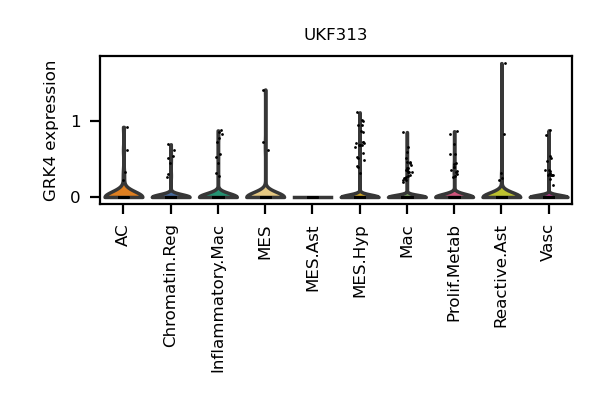 UKF313
GRK4 expression
1
0
AC
Chromatin.Reg
Inflammatory.Mac
MES
MES.Ast
MES.Hyp
Mac
Prolif.Metab
Reactive.Ast
Vasc